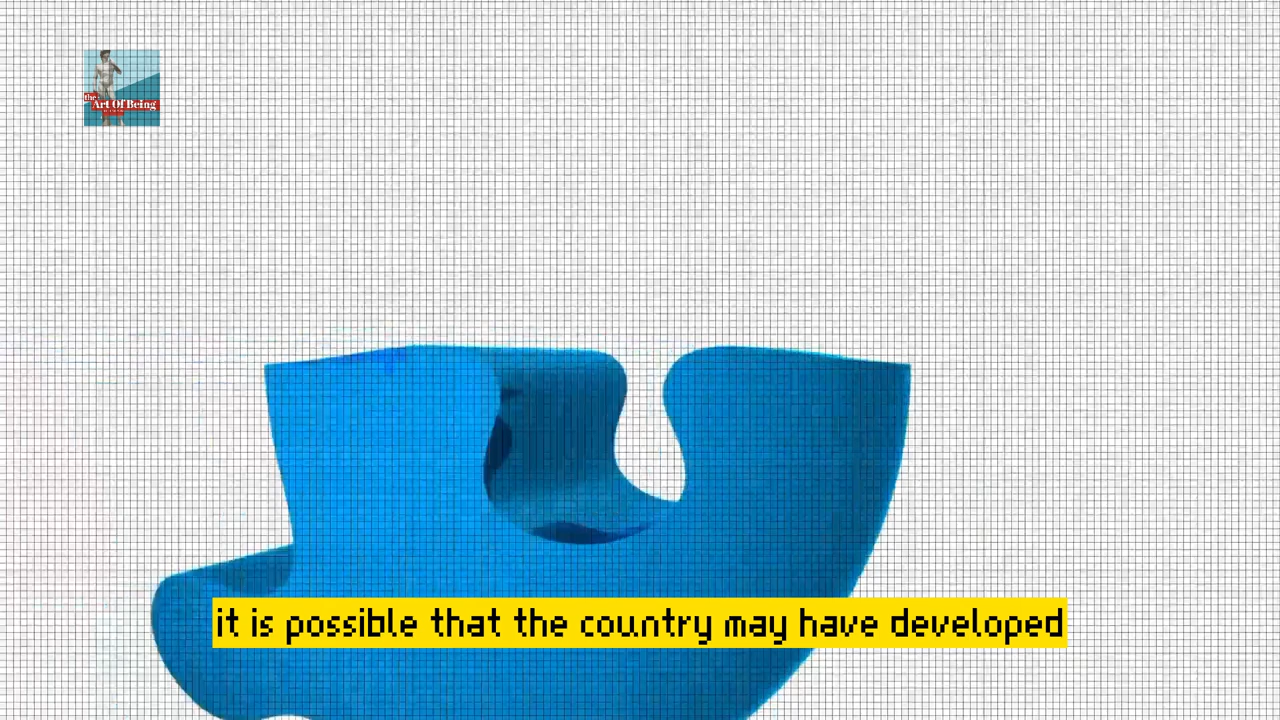 the
Art Of Being
it is possible that the country may have developed